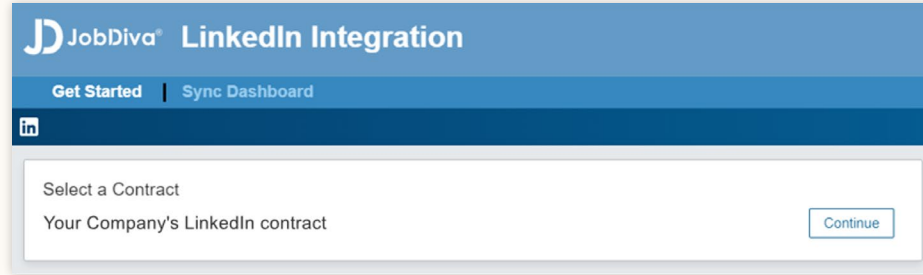 JobDiva® LinkedIn Integration
Get Started | Sync Dashboard
in
Select a Contract
Your Company's LinkedIn contract
Continue